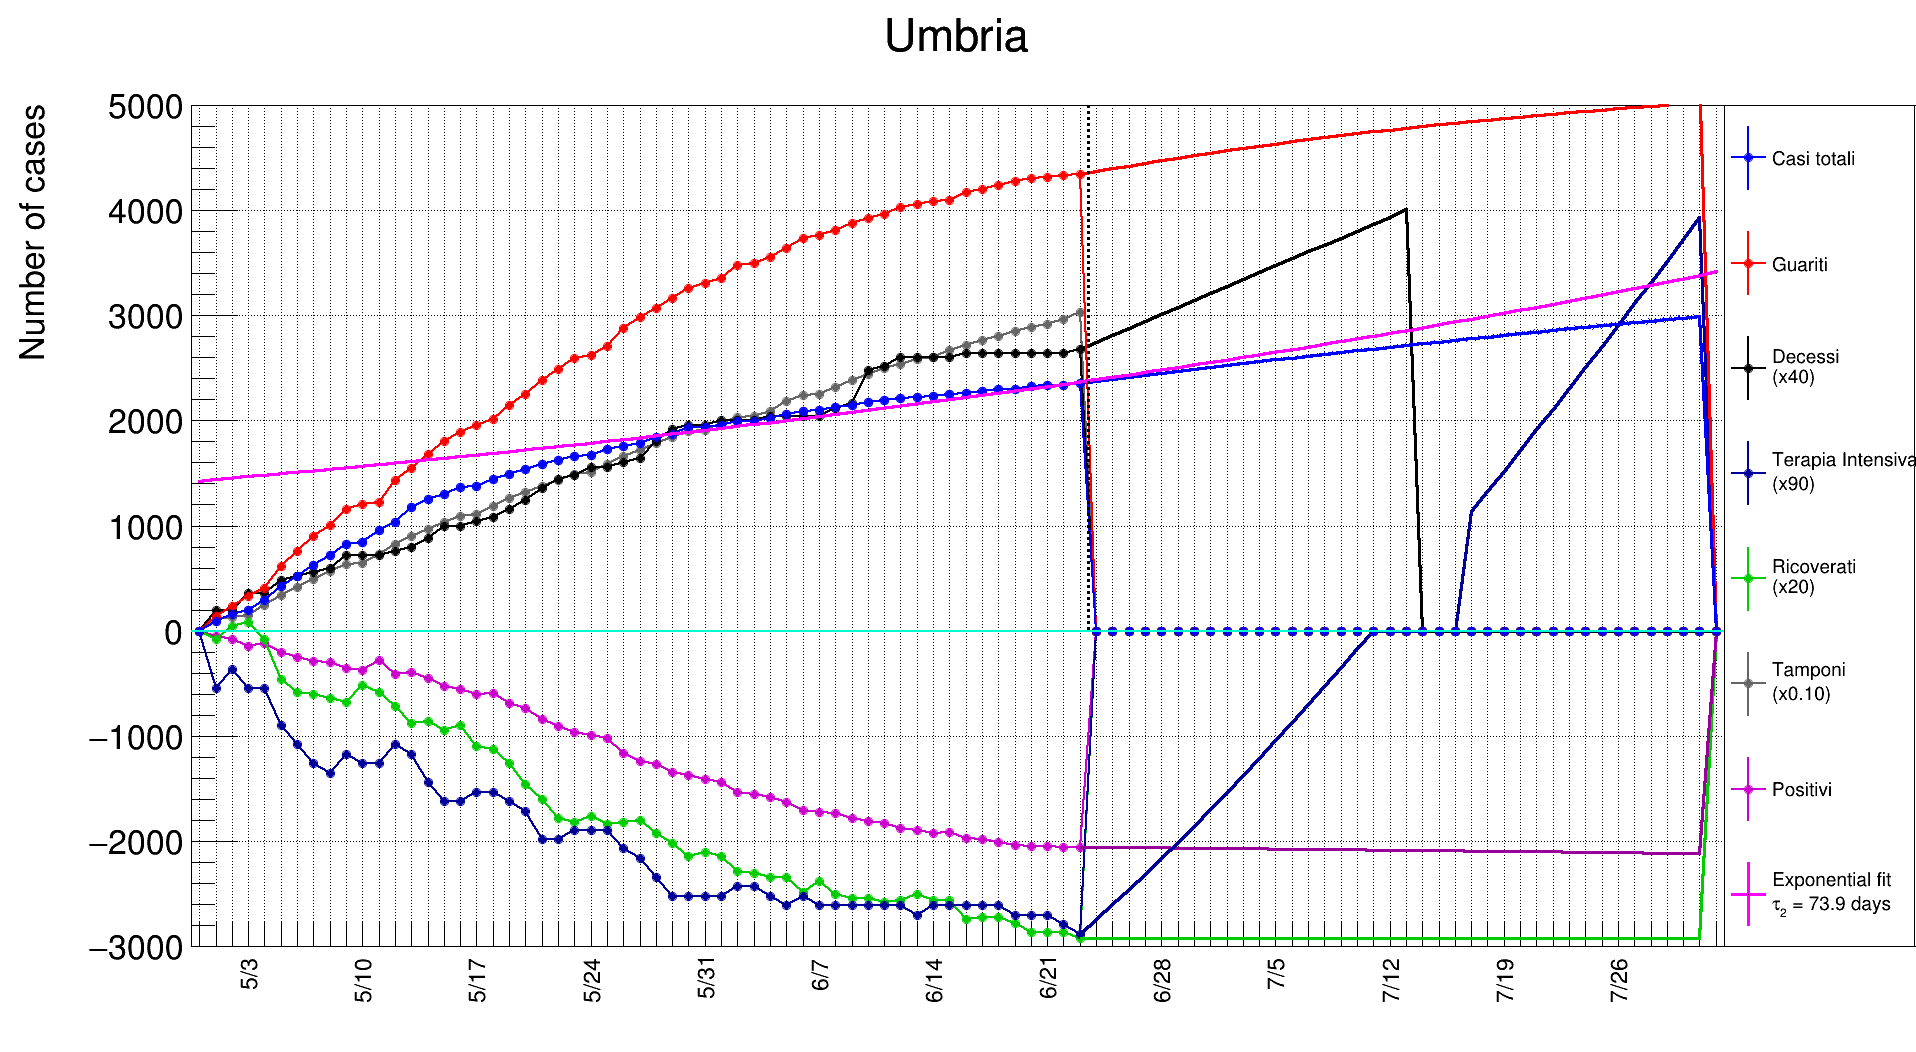 Umbria
Number of cases
5000
4000
3000
2000
1000
0
−1000
−2000
−3000
5/3
5/10
5/17
5/24
5/31
6/7
6/14
6/21
6/28
7/5
7/12
7/19
7/26
Casi totali
Guariti
Decessi
(x40)
Terapia Intensiva
(x90)
Ricoverati
(x20)
Tamponi
(x0.10)
Positivi
Exponential fit
τ2 = 73.9 days